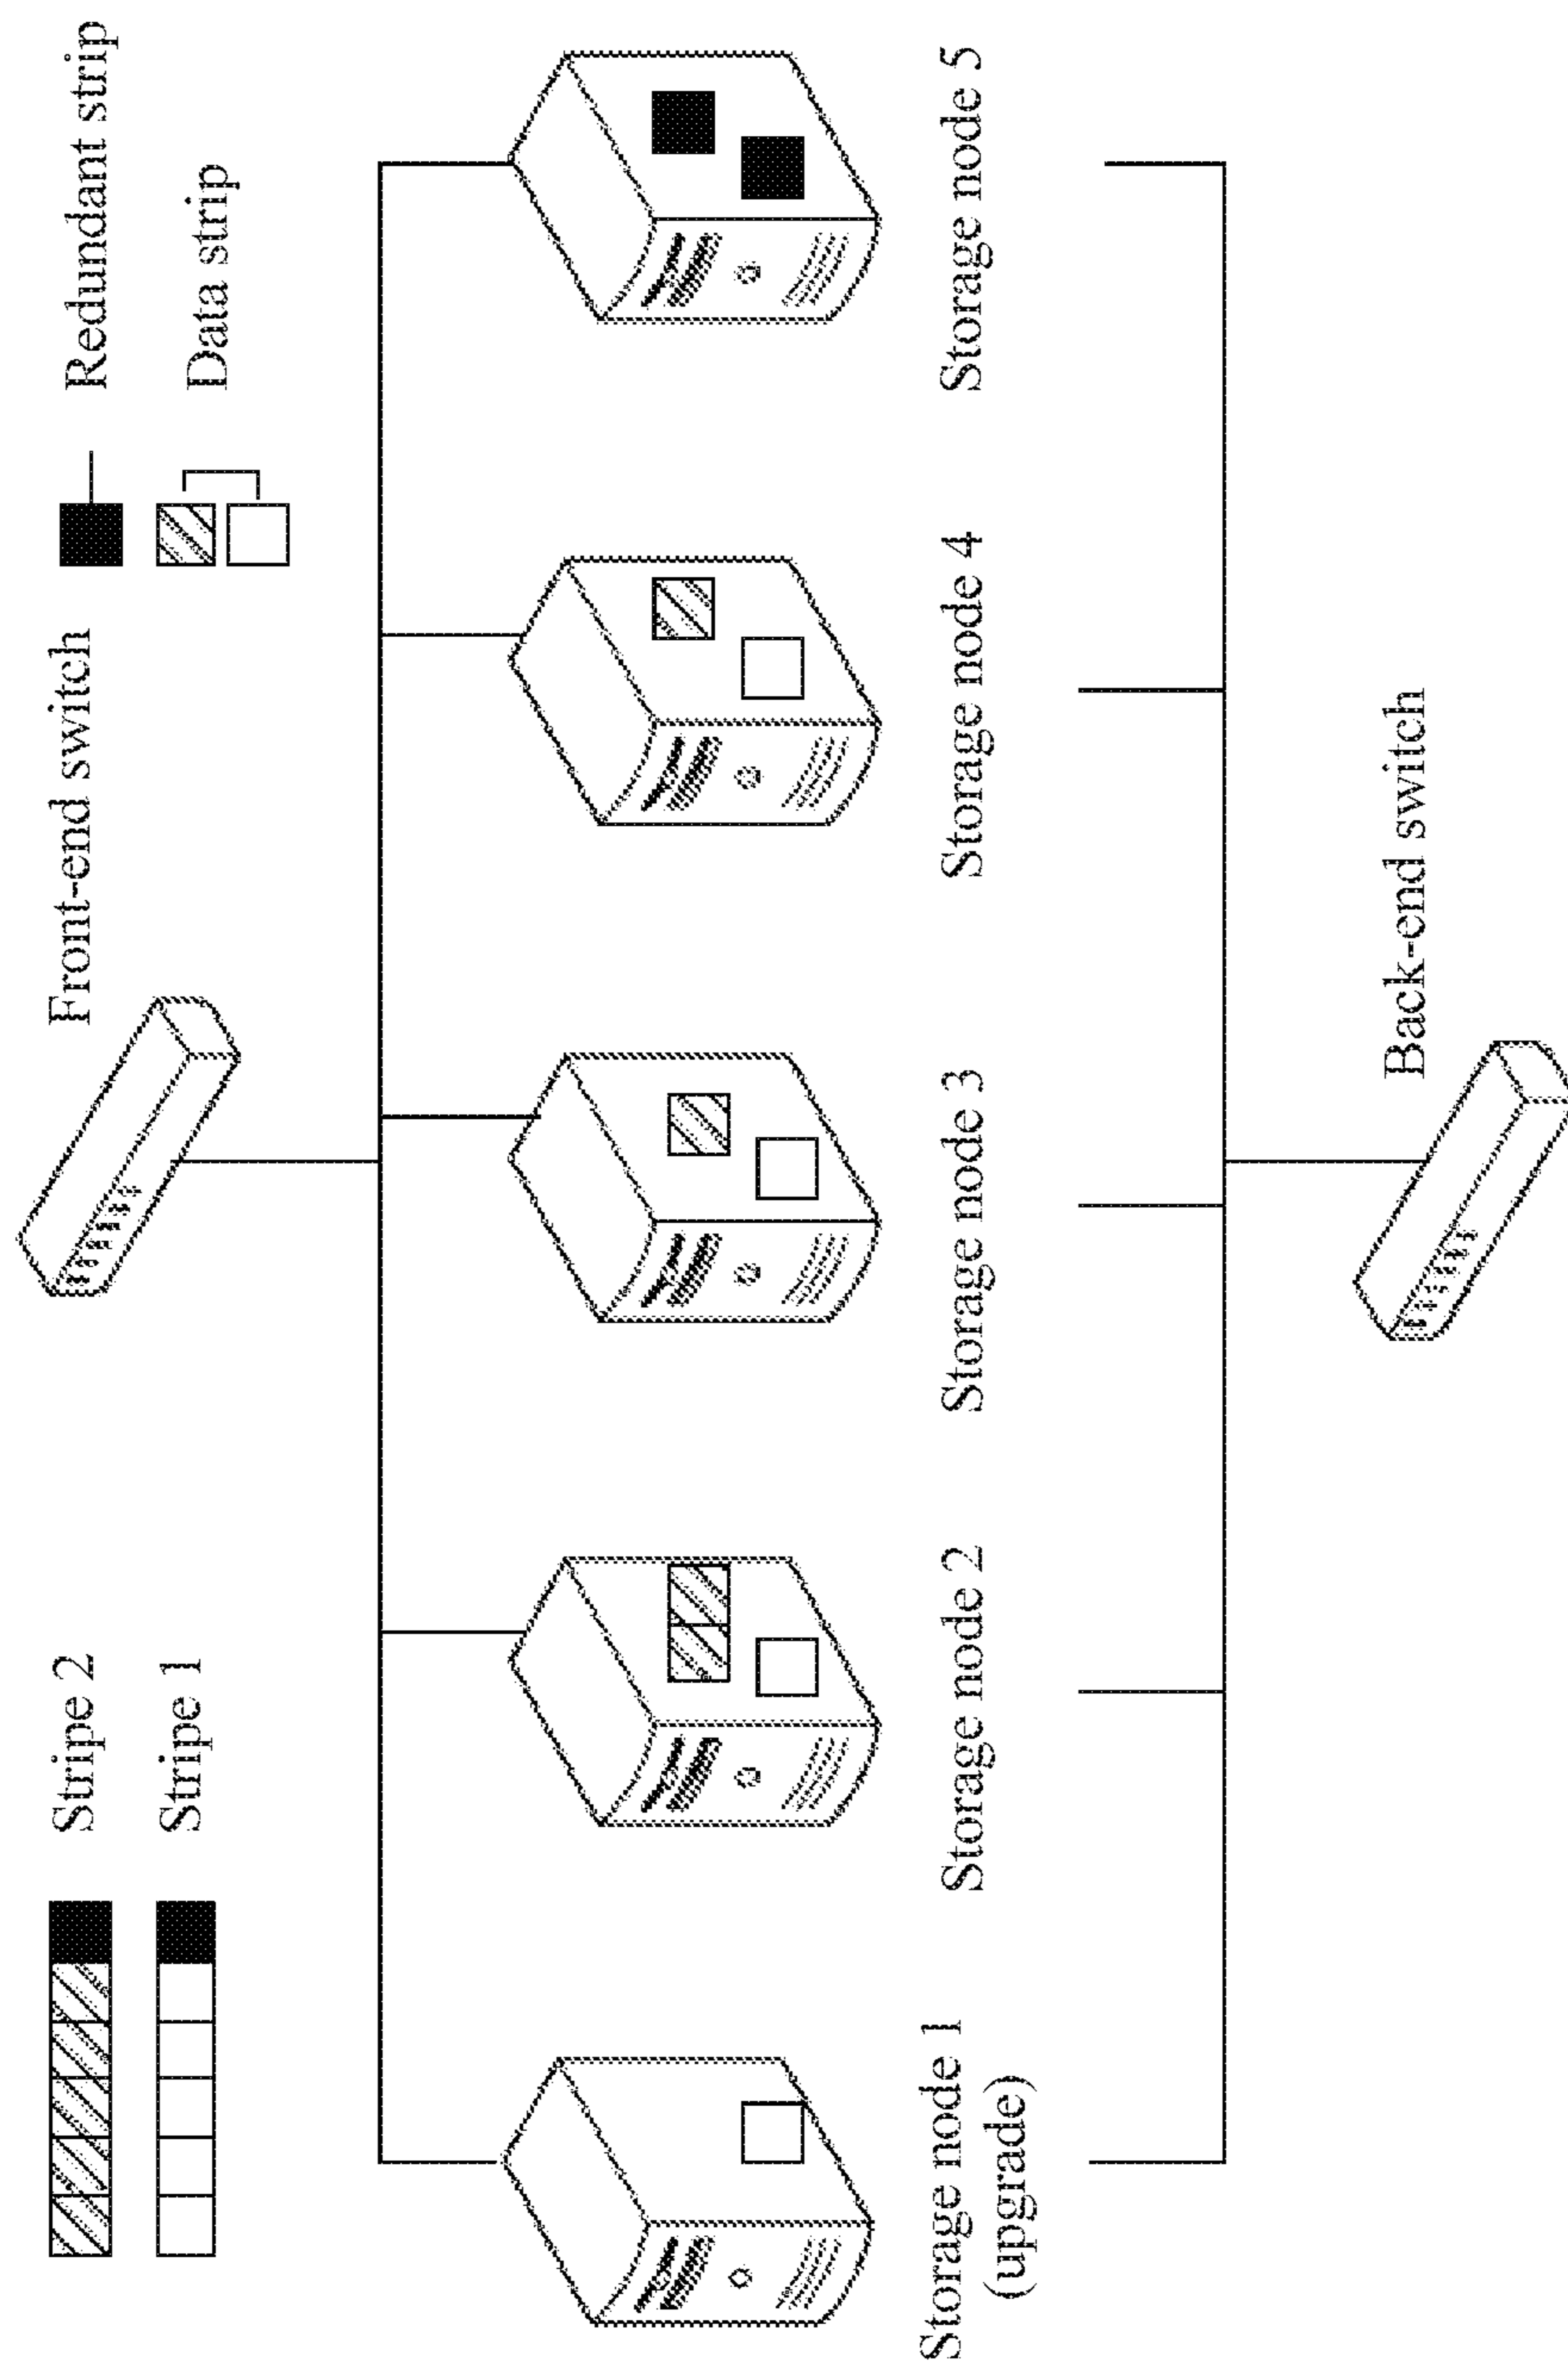 Stripe 2
Stripe 1
Front-end switch
Redundant strip
Data strip
Storage node 1
(upgrade)
Storage node 2
Storage node 3
Storage node 4
Storage node 5
Back-end switch